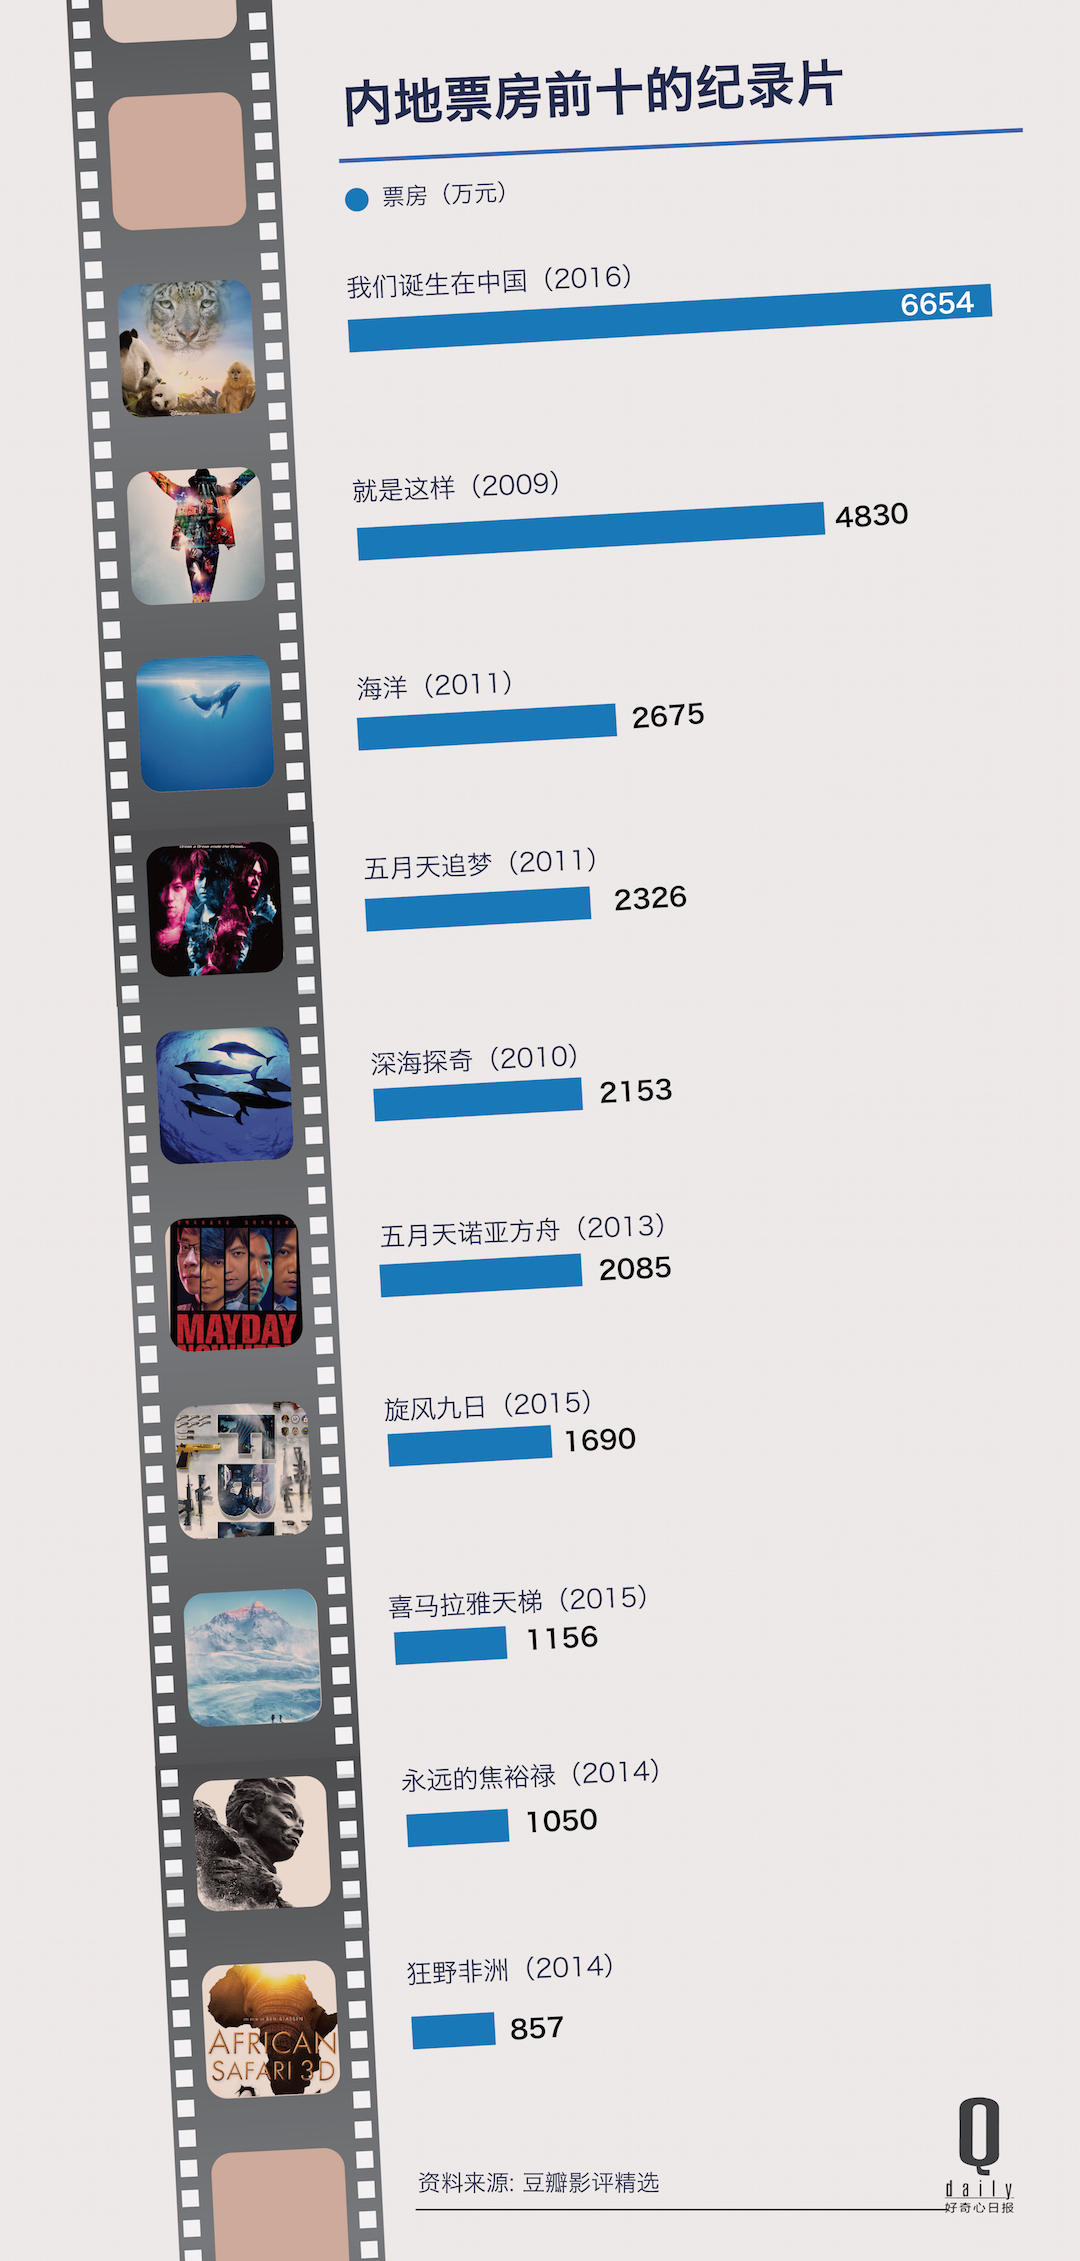 内地票房前十的纪录片
票房（万元）
我们诞生在中国（2016）
6654
就是这样（2009）
4830
海洋（2011）
2675
五月天追梦（2011）
2326
深海探奇（2010）
2153
五月天诺亚方舟（2013）
2085
MAYDAY
NOWHERE
旋风九日（2015）
1690
喜马拉雅天梯（2015）
1156
永远的焦裕禄（2014）
1050
狂野非洲（2014）
857
AFRICAN
SAFARI 3D
资料来源: 豆瓣影评精选
Q
daily
好奇心日报